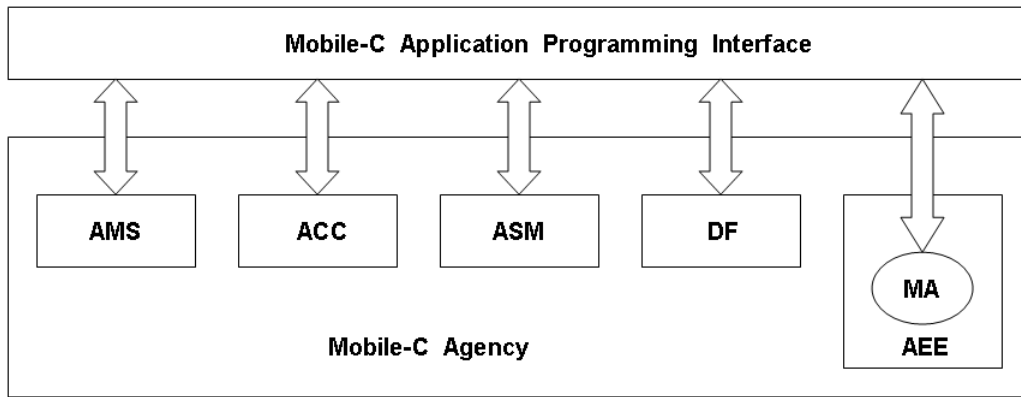 Mobile-C Application Programming Interface
AMS
ACC
ASM
DF
MA
AEE
Mobile-C Agency